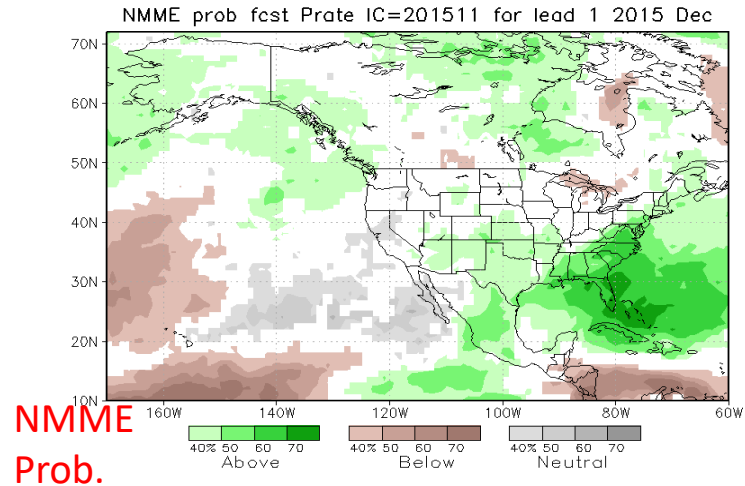 NMME prob fcst Prate IC=201511 for lead 1 2015 Dec
70N
60N
50N
40N
30N
20N
10N
160W 140W 120W 100W 80W 60W
NMME
Prob.
40% 50 60 70
Above
40% 50 60 70
Below
40% 50 60 70
Neutral